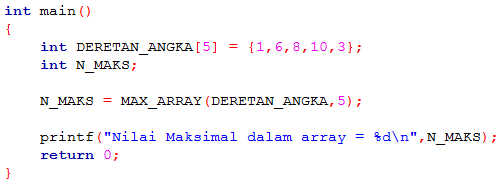 int main()
{
int DERETAN_ANGKA[5] = {1,6,8,10,3};
int N_MAKS;
N_MAKS = MAX_ARRAY(DERETAN_ANGKA,5);
printf("Nilai Maksimal dalam array = %d\n",N_MAKS);
return 0;
}